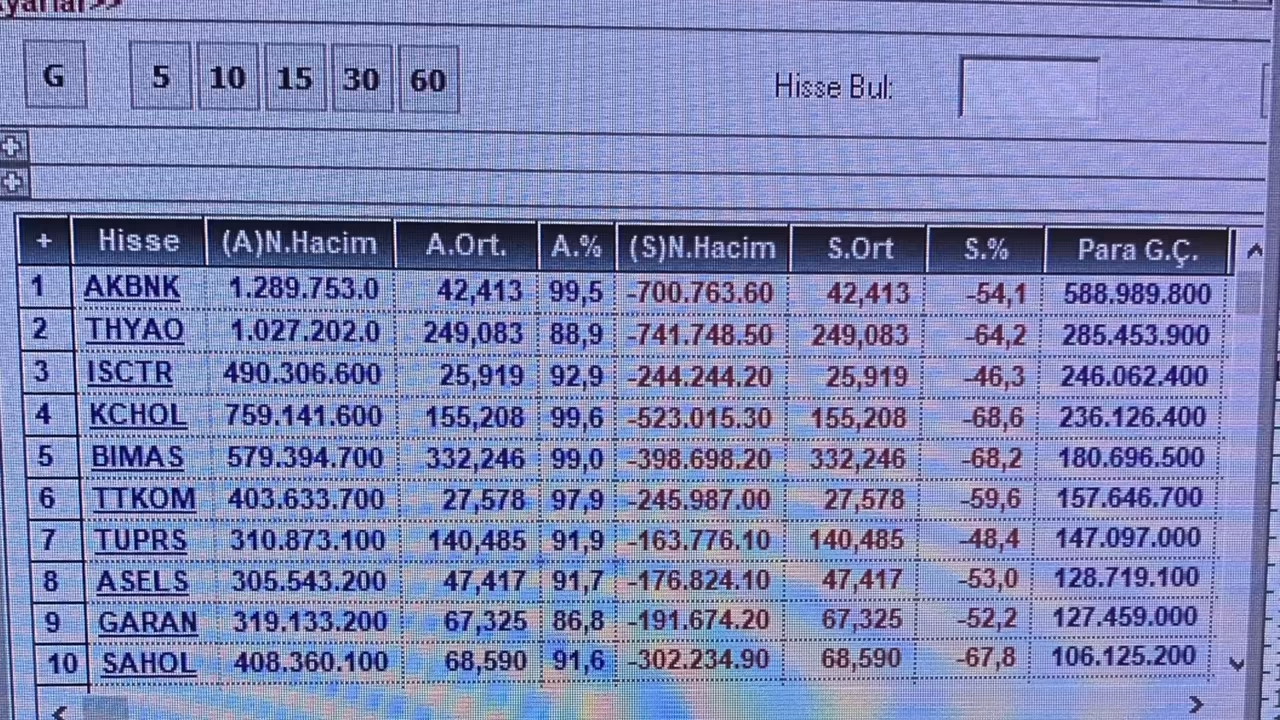 G 5 10 15 30 60 Hisse Bul:
+ Hisse (A)N.Hacim A.Ort. A.% (S)N.Hacim S.Ort S.% Para G.Ç.
1 AKBNK 1.289.753.0 42,413 99,5 -700.763.60 42,413 -54,1 588.989.800
2 THYAO 1.027.202.0 249,083 88,9 -741.748.50 249,083 -64,2 285.453.900
3 ISCTR 490.306.600 25,919 92,9 -244.244.20 25,919 -46,3 246.062.400
4 KCHOL 759.141.600 155,208 99,6 -523.015.30 155,208 -68,6 236.126.400
5 BIMAS 579.394.700 332,246 99,0 -398.698.20 332,246 -68,2 180.696.500
6 TTKOM 403.633.700 27,578 97,9 -245.987.00 27,578 -59,6 157.646.700
7 TUPRS 310.873.100 140,485 91,9 -163.776.10 140,485 -48,4 147.097.000
8 ASELS 305.543.200 47,417 91,7 -176.824.10 47,417 -53,0 128.719.100
9 GARAN 319.133.200 67,325 86,8 -191.674.20 67,325 -52,2 127.459.000
10 SAHOL 408.360.100 68,590 91,6 -302.234.90 68,590 -67,8 106.125.200